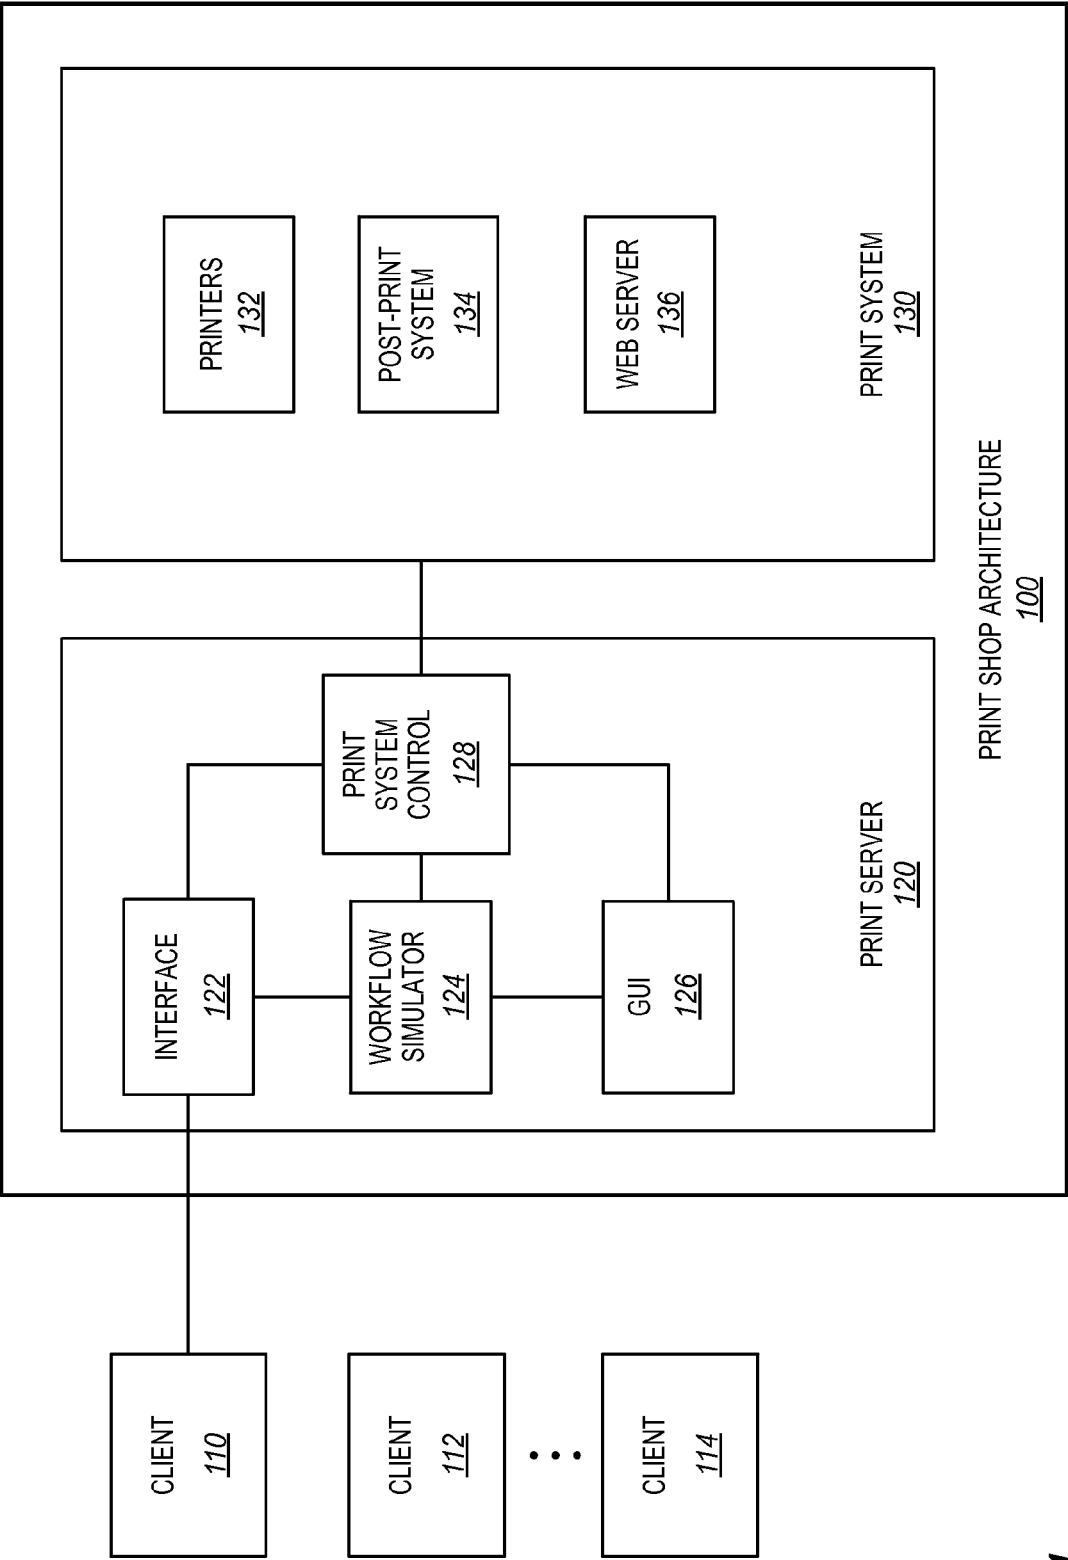 CLIENT
110
CLIENT
112
CLIENT
114
INTERFACE
122
WORKFLOW
SIMULATOR
124
GUI
126
PRINT
SYSTEM
CONTROL
128
PRINT SERVER
120
PRINTERS
132
POST-PRINT
SYSTEM
134
WEB SERVER
136
PRINT SYSTEM
130
PRINT SHOP ARCHITECTURE
100